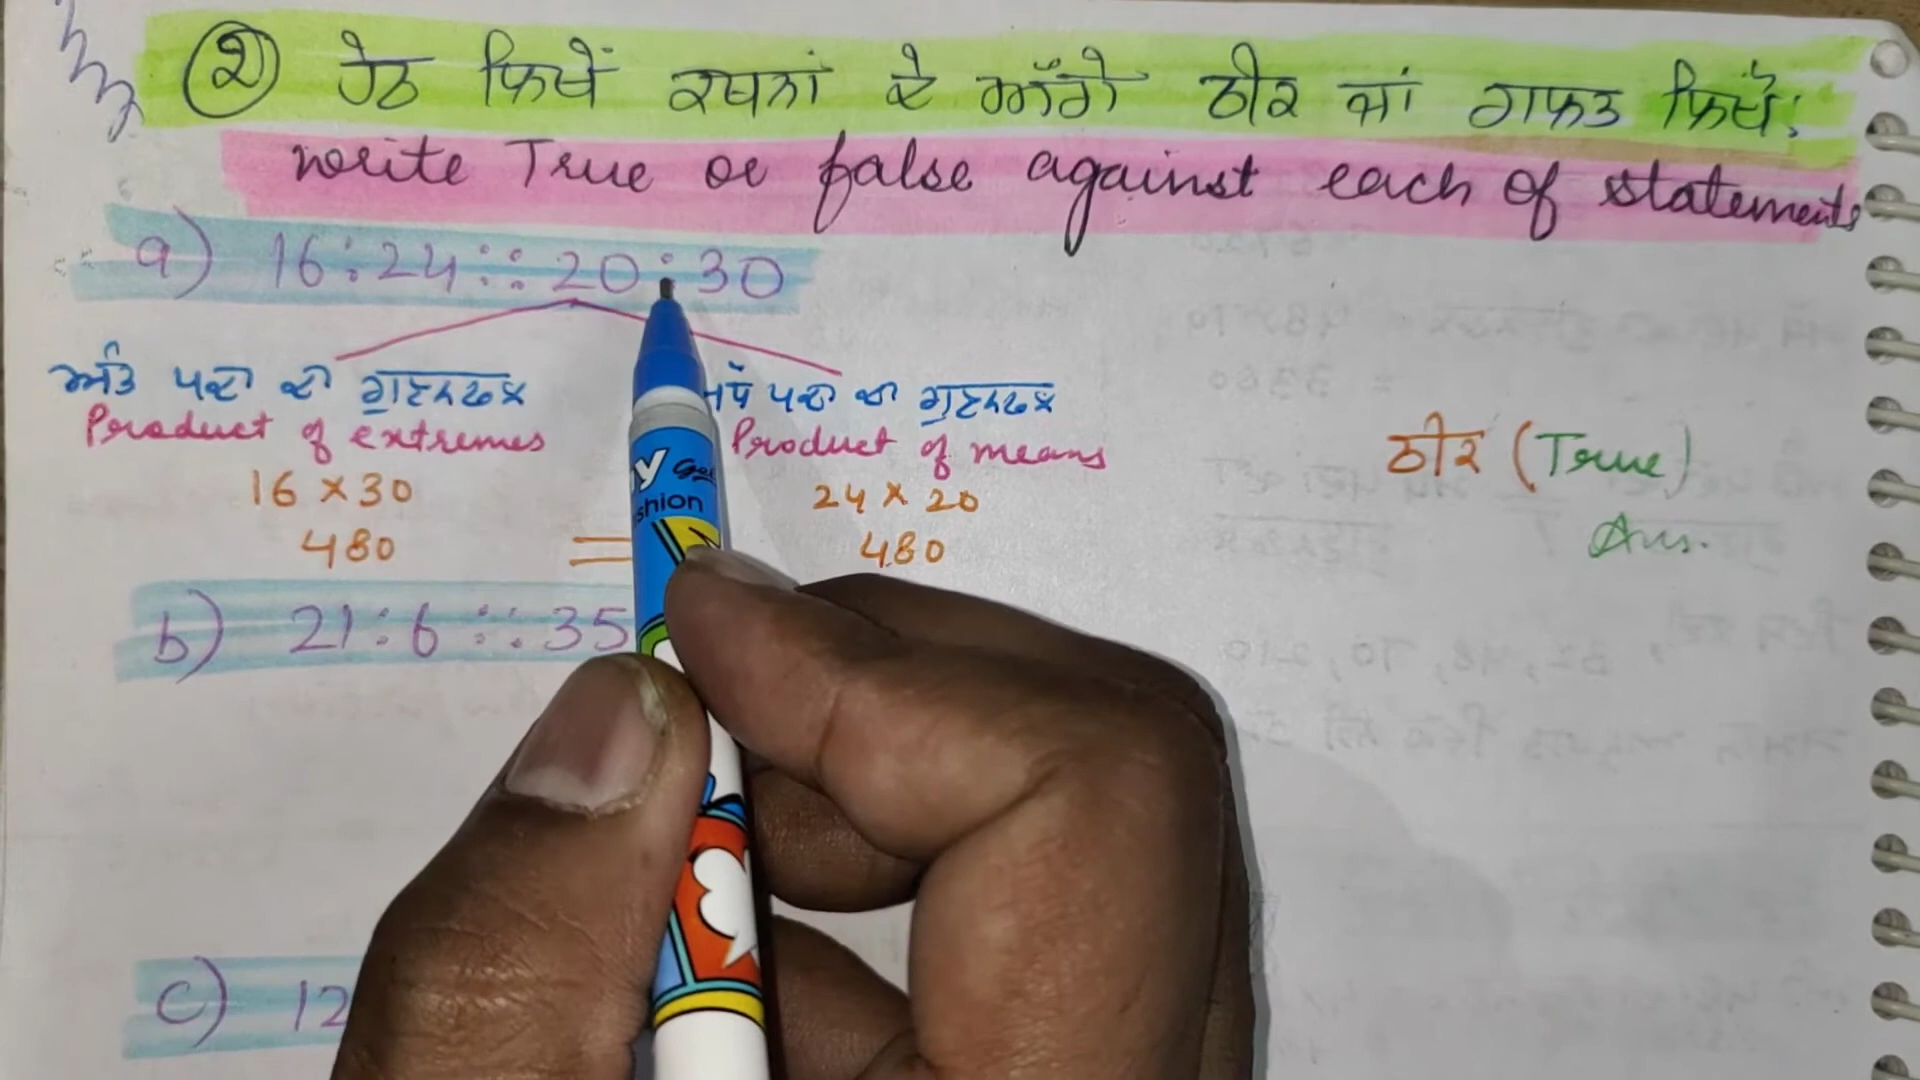 ੨ ਹੇਠ ਲਿਖੇਂ ਕਥਨਾਂ ਦੇ ਅੱਗੇ ਠੀਕ ਜਾਂ ਗਲਤ ਲਿਖੋ:
write True or false against each of statements
a) 16:24::20:30
ਅੰਤ ਪਦਾਂ ਦੀ ਗੁਣਨਫਲ ਪਦਾਂ ਦਾ ਗੁਣਨਫਲ
Product of extremes Product of means
16 × 30 24 × 20
480 = 480
ਠੀਕ (True)
Ans.
b) 21:6::35
c) 12